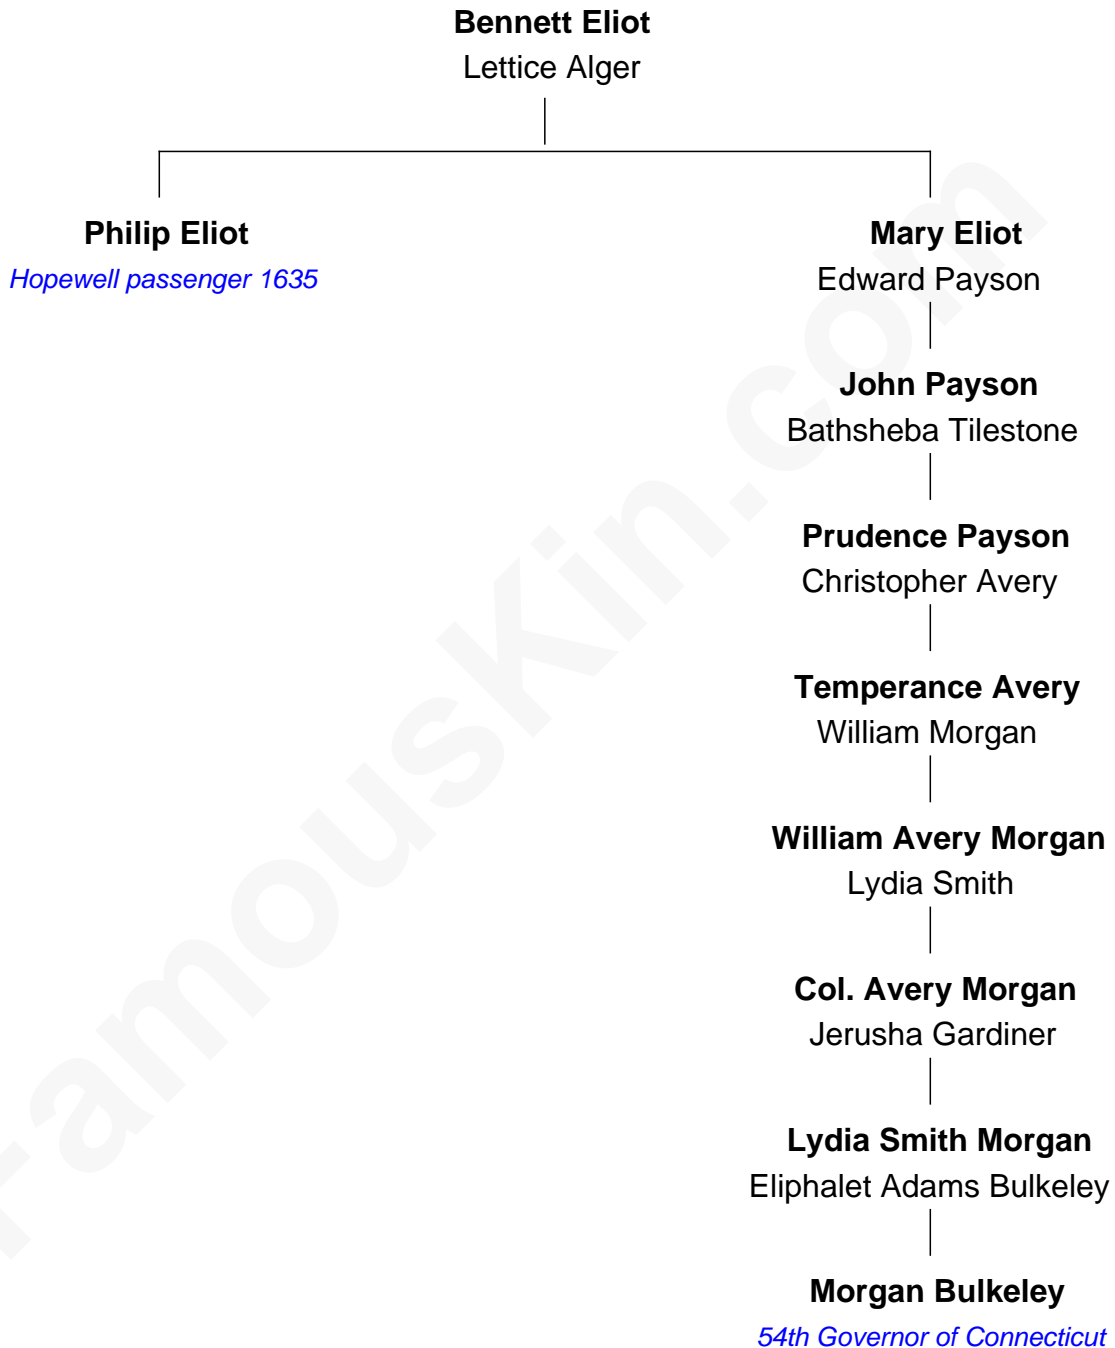 Bennett Eliot
Lettice Alger
Philip Eliot
Hopewell passenger 1635
Mary Eliot
Edward Payson
John Payson
Bathsheba Tilestone
Prudence Payson
Christopher Avery
Temperance Avery
William Morgan
William Avery Morgan
Lydia Smith
Col. Avery Morgan
Jerusha Gardiner
Lydia Smith Morgan
Eliphalet Adams Bulkeley
Morgan Bulkeley
54th Governor of Connecticut
FamousKin.com